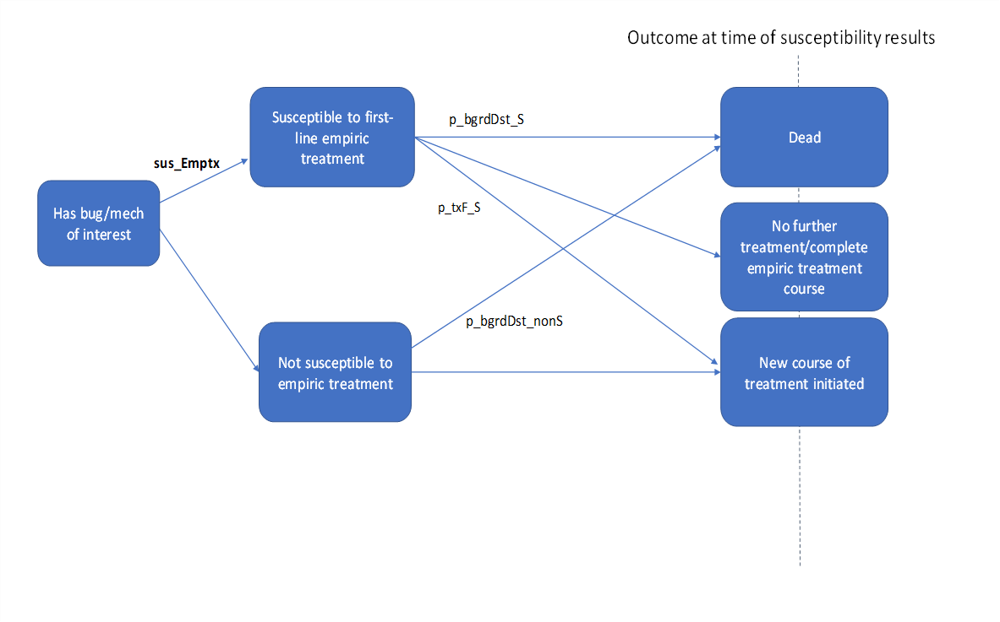 Outcome at time of susceptibility results
Susceptible to first-
line empiric
treatment
p_bgrdDst_S
Dead
sus_Emptx
Has bug/mech
of interest
p_txF_S
No further
treatment/complete
empiric treatment
course
p_bgrdDst_nonS
Not susceptible to
empiric treatment
New course of
treatment initiated